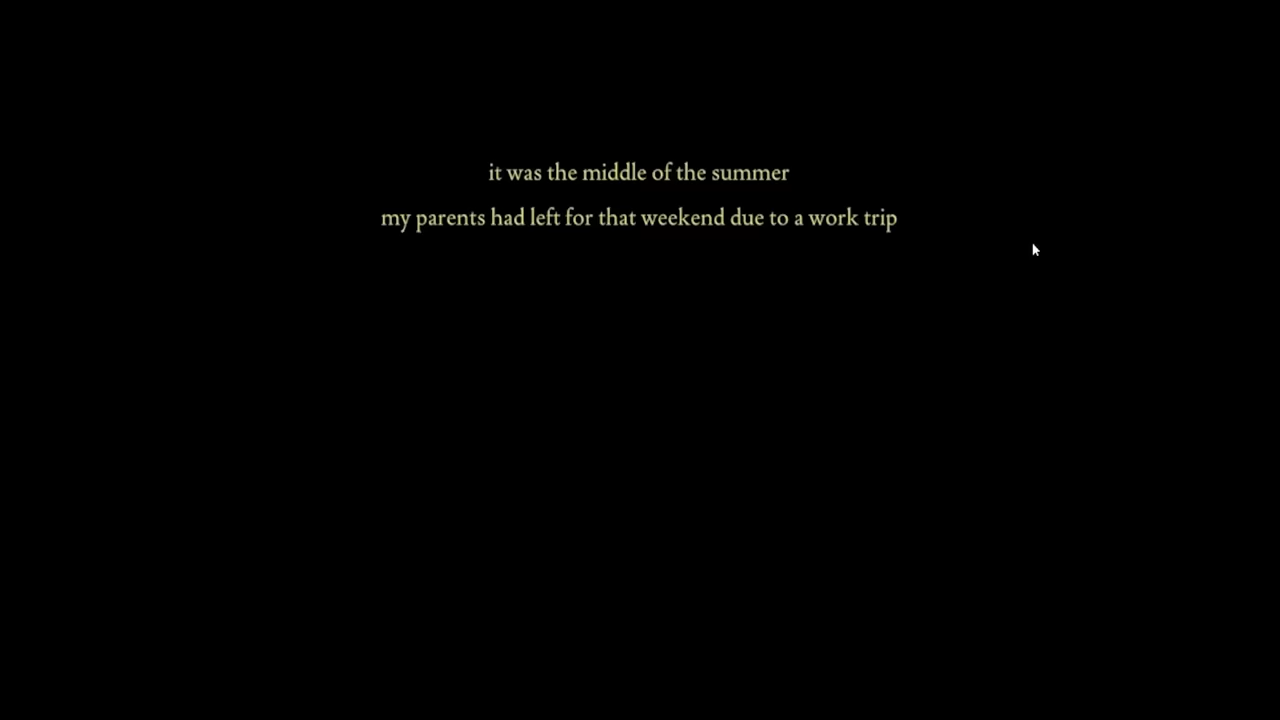 it was the middle of the summer
my parents had left for that weekend due to a work trip